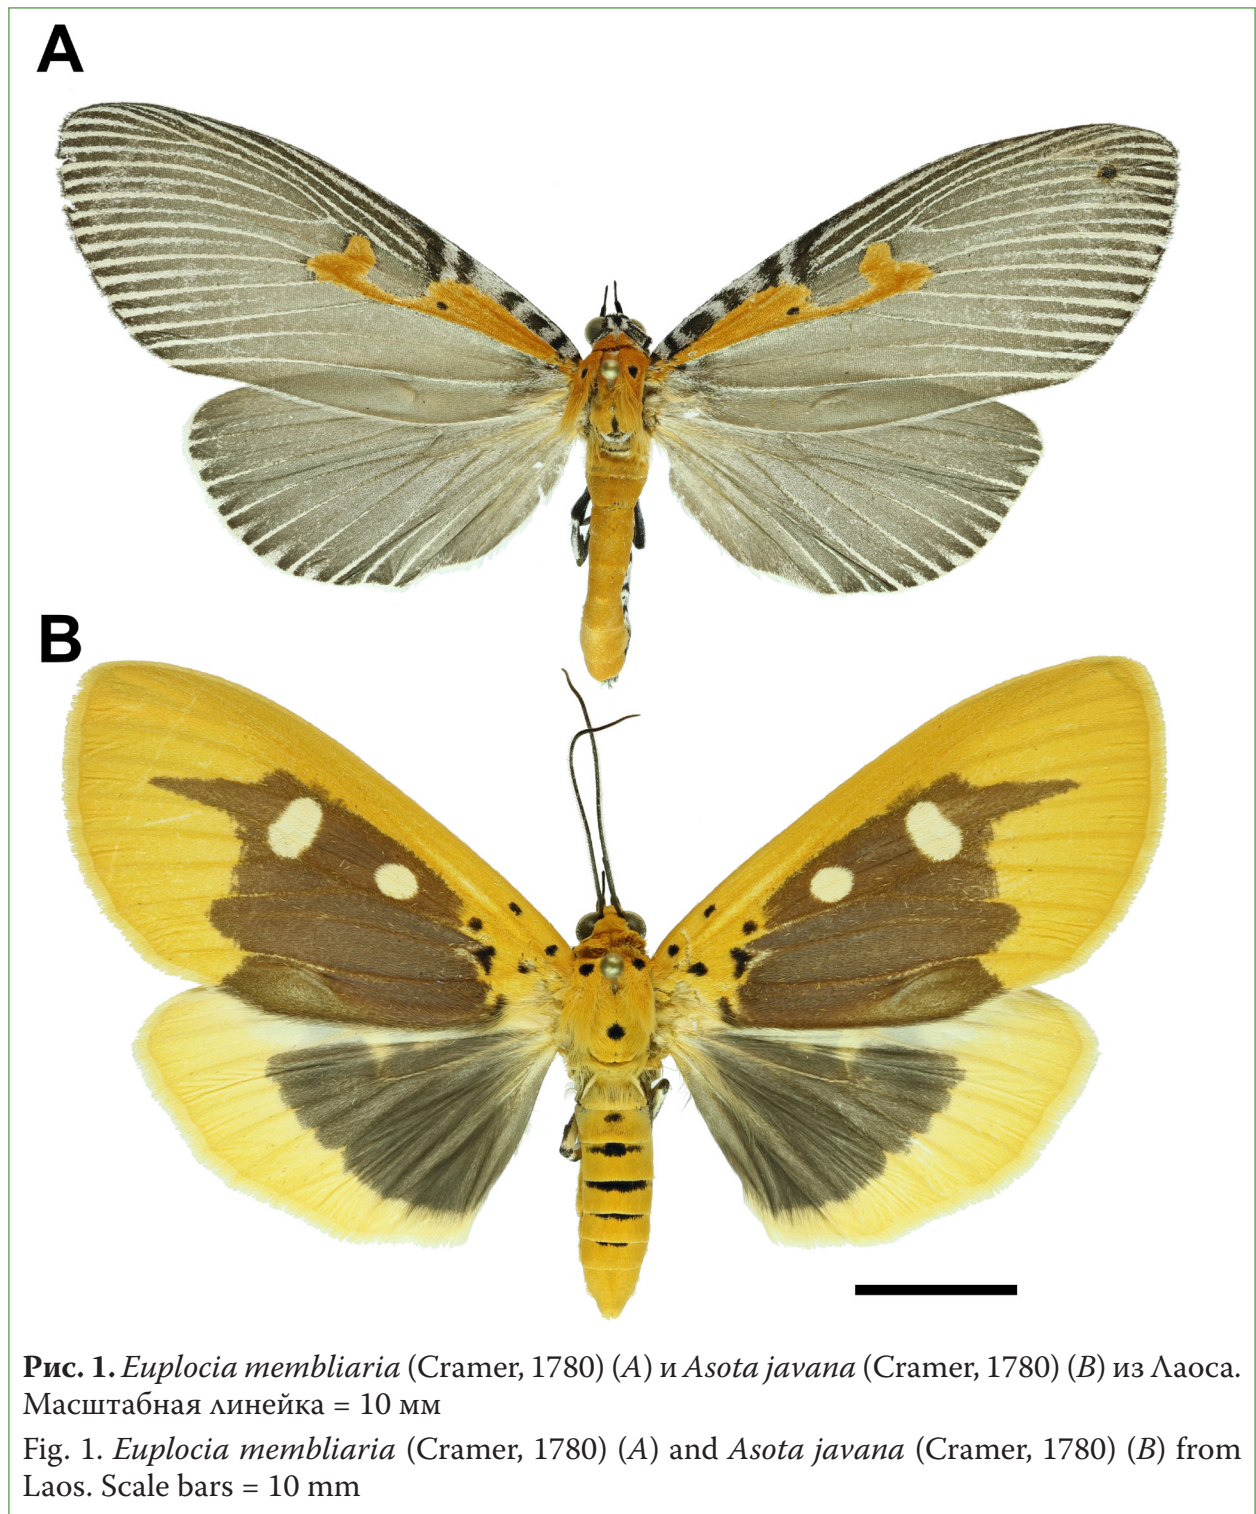 A
B
Рис. 1. Euplocia membliaria (Cramer, 1780) (A) и Asota javana (Cramer, 1780) (B) из Лаоса.
Масштабная линейка = 10 мм
Fig. 1. Euplocia membliaria (Cramer, 1780) (A) and Asota javana (Cramer, 1780) (B) from
Laos. Scale bars = 10 mm